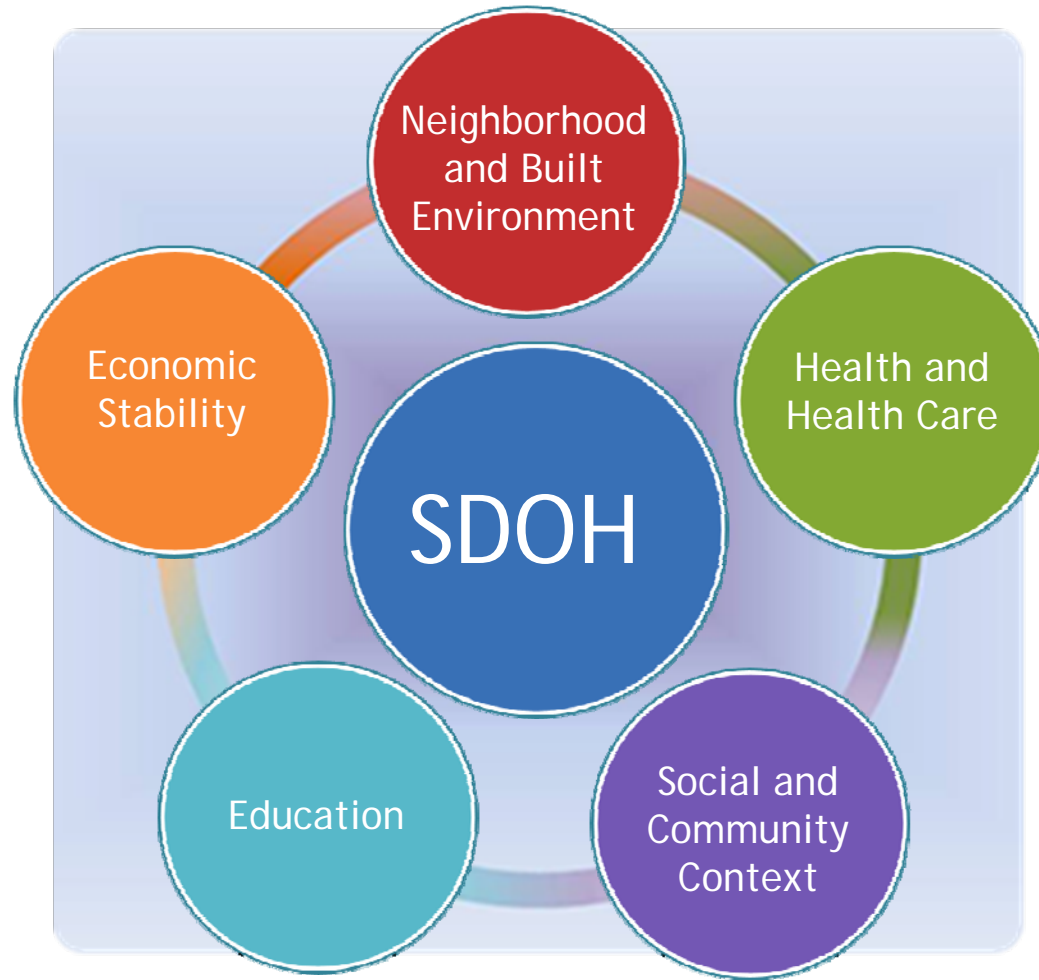 Neighborhood
and Built
Environment
Economic
Stability
Health and
Health Care
SDOH
Education
Social and
Community
Context